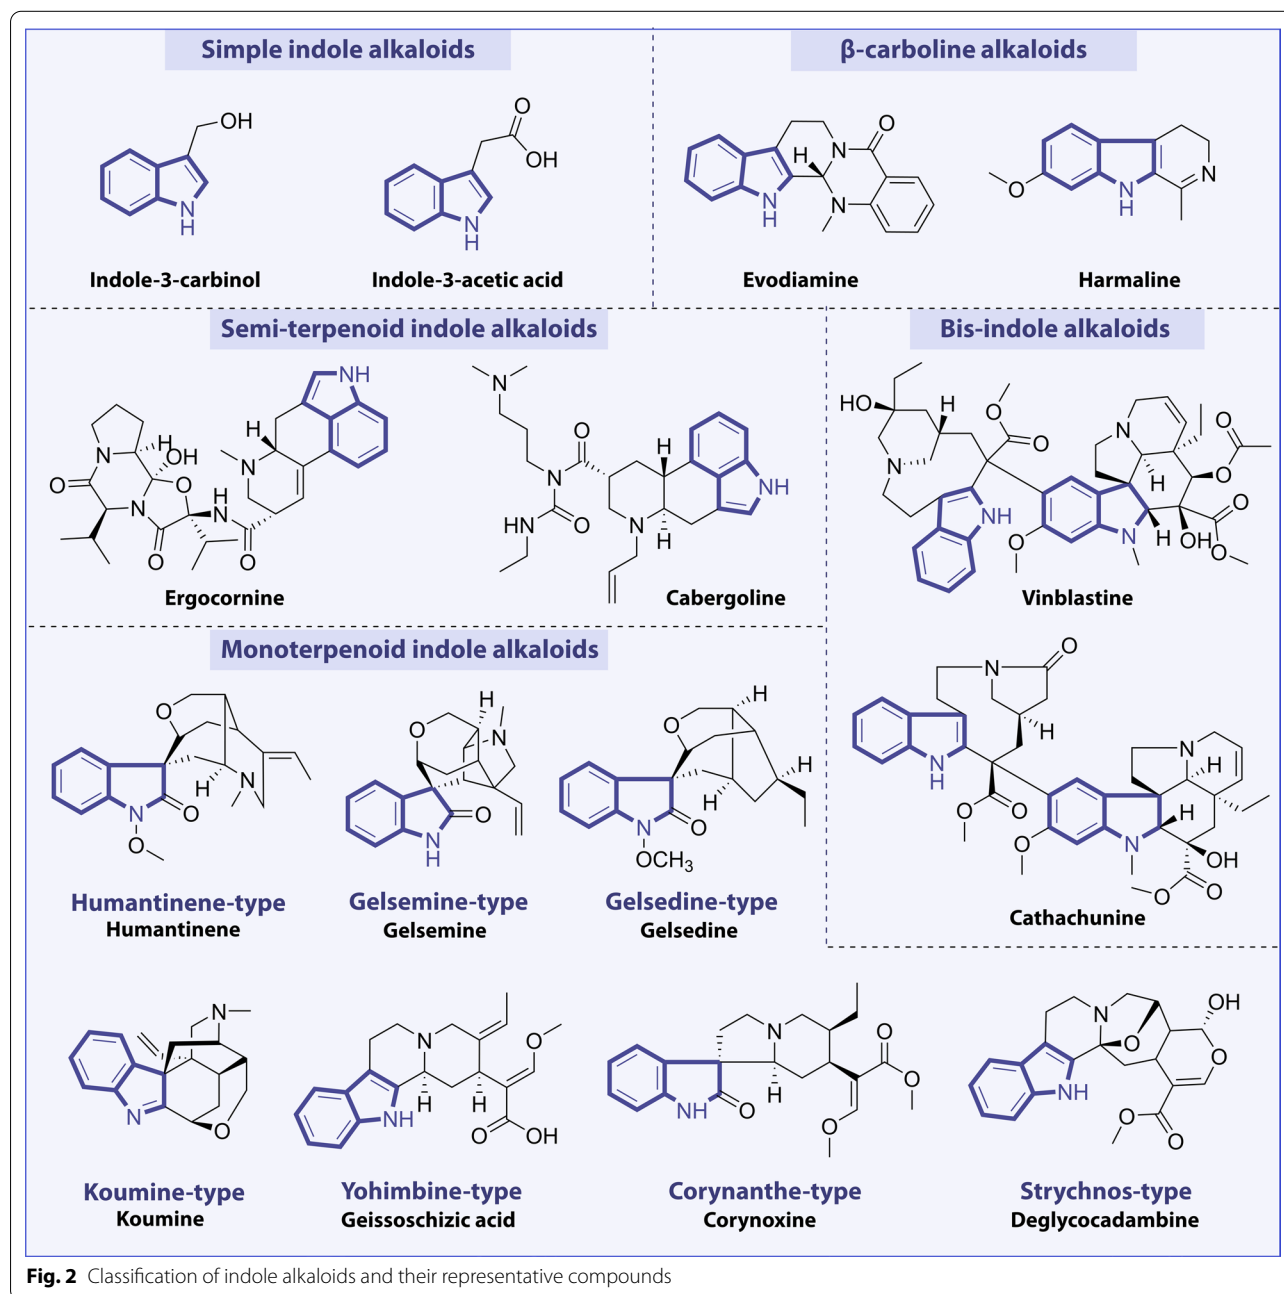 Simple indole alkaloids
β-carboline alkaloids
OH
N
H
Indole-3-carbinol
O
OH
N
H
Indole-3-acetic acid
O
H
N
N
H
N
Evodiamine
O
N
H
N
Harmaline
Semi-terpenoid indole alkaloids
Bis-indole alkaloids
NH
H
N
H
OH
N
O
O
N
H
N
O
O
Ergocornine
N
O
N
H
NH
HN
O
N
H
Cabergoline
HO
H
O
O
N
NH
N
O
O
H
O
O
N
H
OH
O
Vinblastine
Monoterpenoid indole alkaloids
O
H
N
N
O
O
Humantinene-type
Humantinene
H
O
N
O
N
H
Gelsemine-type
Gelsemine
H
O
H
H
N
O
OCH3
Gelsedine-type
Gelsedine
N
O
H
N
H
O
O
N
H
O
H
N
OH
O
O
Cathachunine
N
N
O
Koumine-type
Koumine
N
O
H
H
NH
O
OH
Yohimbine-type
Geissoschizic acid
N
O
H
O
NH
O
O
Corynanthe-type
Corynoxine
N
OH
O
O
NH
O
O
Strychnos-type
Deglycocadambine
Fig. 2 Classification of indole alkaloids and their representative compounds